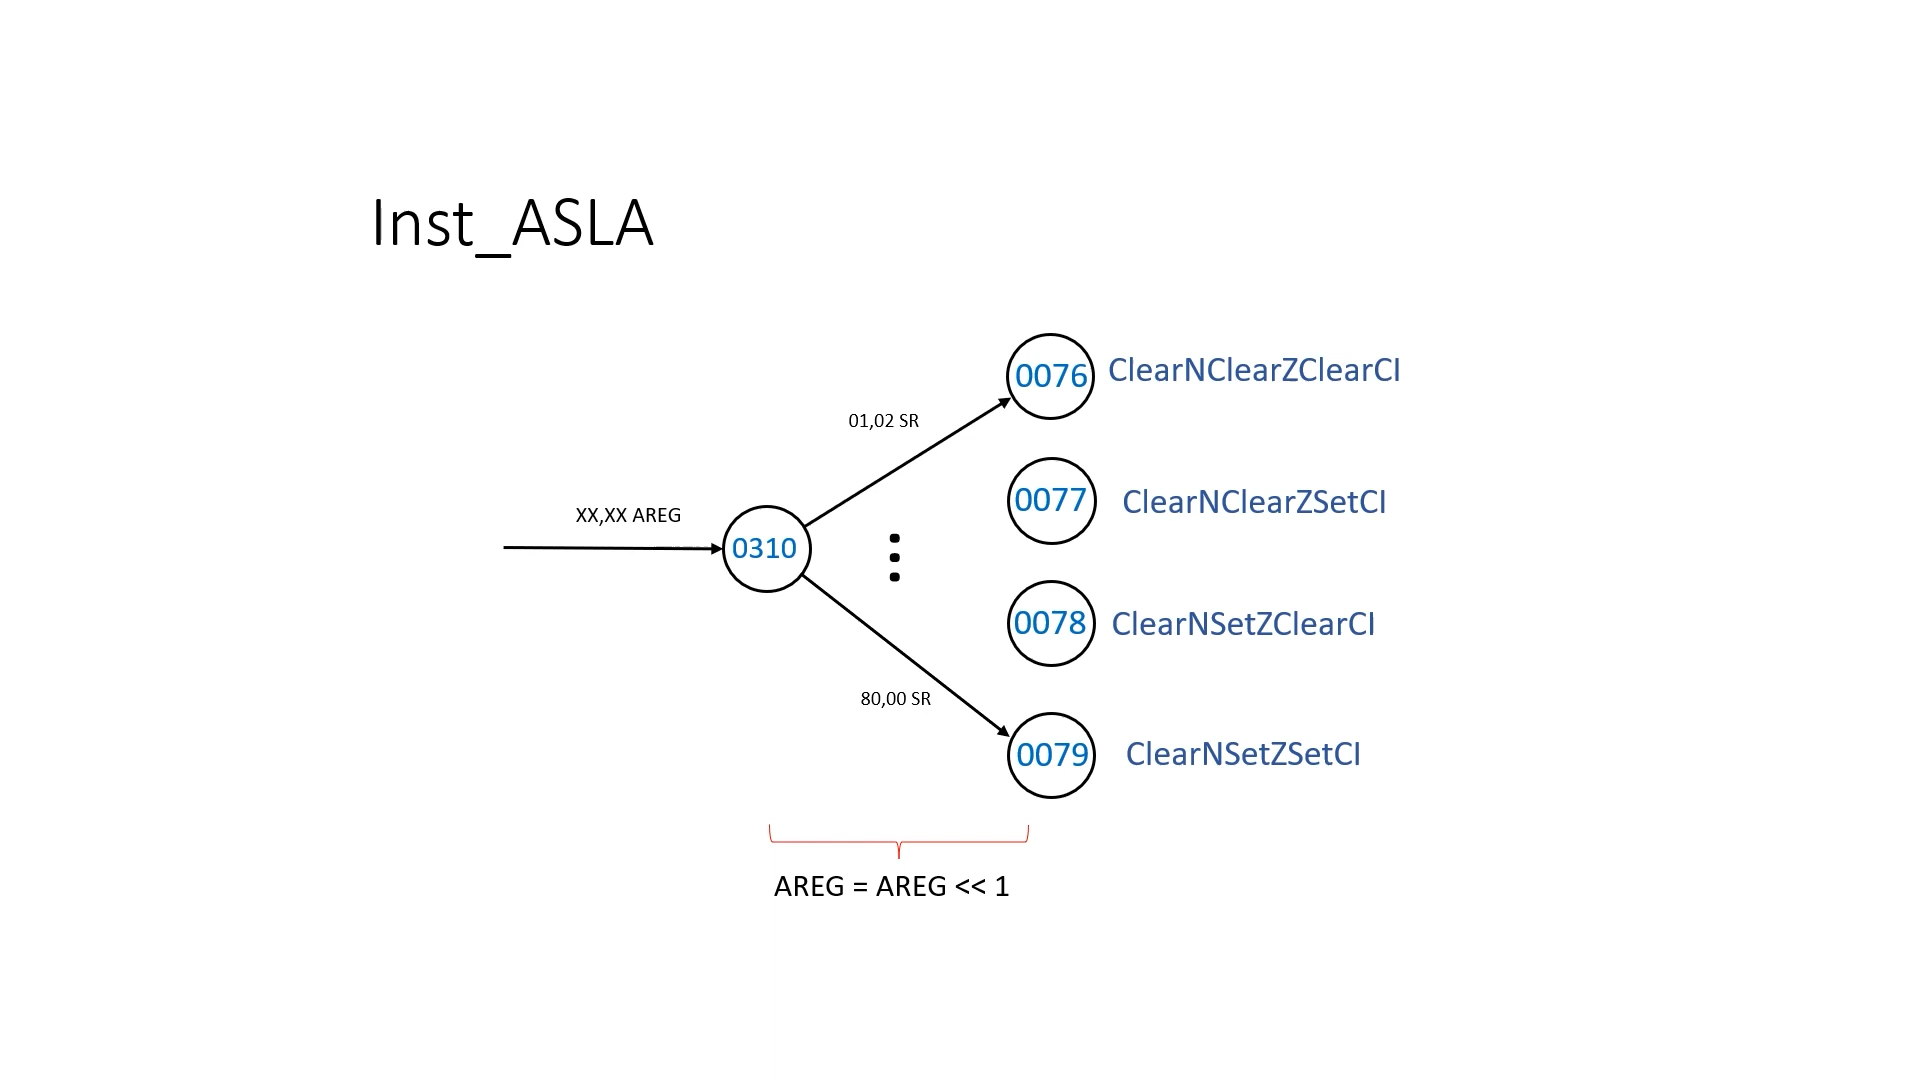 Inst_ASLA
0076 ClearNClearZClearCI
01,02 SR
0077 ClearNClearZSetCI
XX,XX AREG
0310
0078 ClearNSetZClearCI
80,00 SR
0079 ClearNSetZSetCI
AREG = AREG << 1